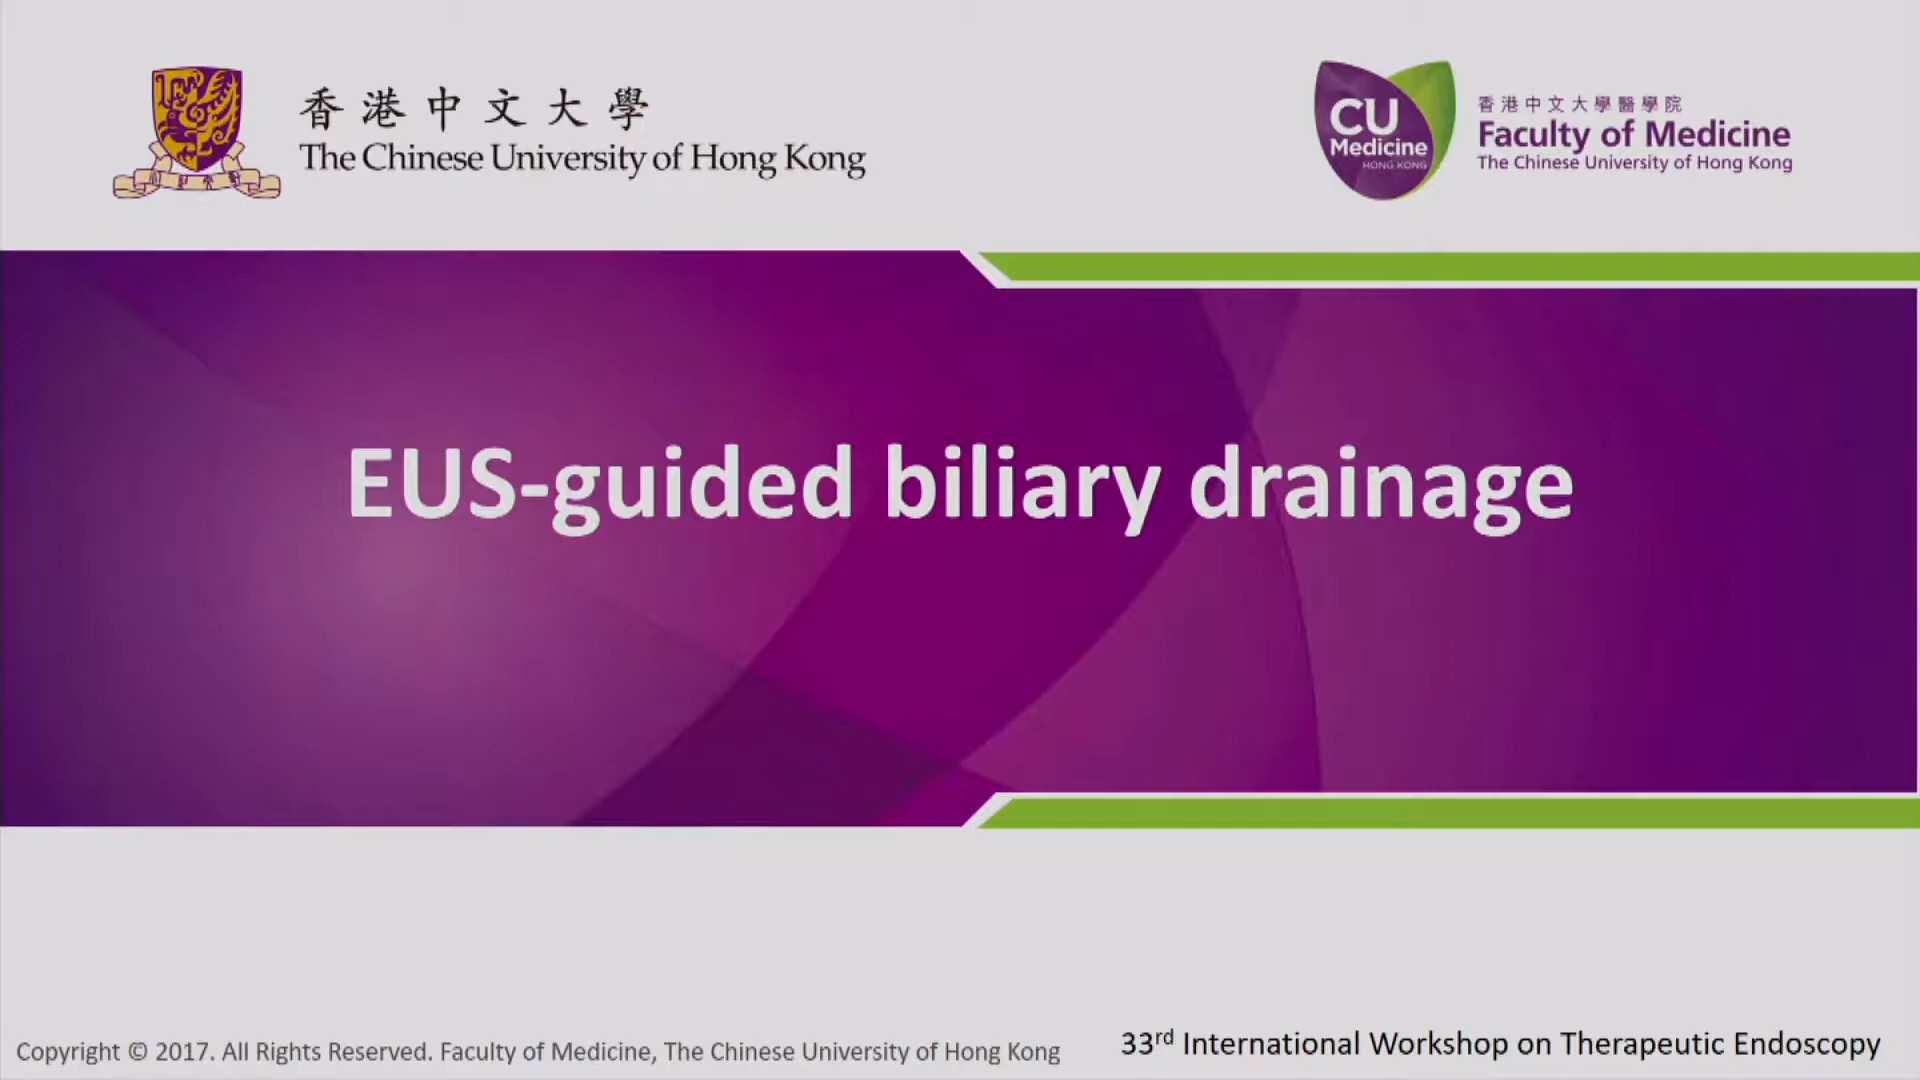 香港中文大學
The Chinese University of Hong Kong
CU
Medicine
HONG KONG
香港中文大學醫學院
Faculty of Medicine
The Chinese University of Hong Kong
EUS-guided biliary drainage
Copyright © 2017. All Rights Reserved. Faculty of Medicine, The Chinese University of Hong Kong
33rd International Workshop on Therapeutic Endoscopy